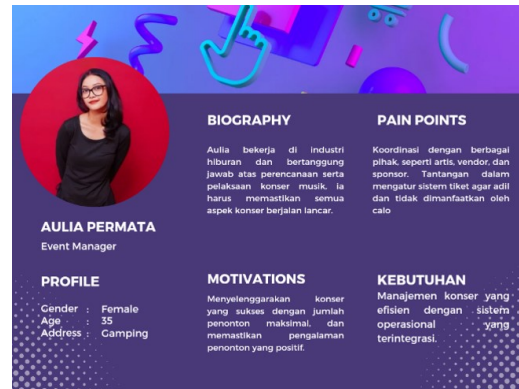 AULIA PERMATA
Event Manager
PROFILE
Gender : Female
Age : 35
Address : Gamping
BIOGRAPHY
Aulia bekerja di industri
hiburan dan bertanggung
jawab atas perencanaan serta
pelaksaan konser musik. ia
harus memastikan semua
aspek konser berjalan lancar.
MOTIVATIONS
Menyelenggarakan konser
yang sukses dengan jumlah
penonton maksimal, dan
memastikan pengalaman
penonton yang positif.
PAIN POINTS
Koordinasi dengan berbagai
pihak, seperti artis, vendor, dan
sponsor. Tantangan dalam
mengatur sistem tiket agar adil
dan tidak dimanfaatkan oleh
calo
KEBUTUHAN
Manajemen konser yang
efisien dengan sistem
operasional yang
terintegrasi.